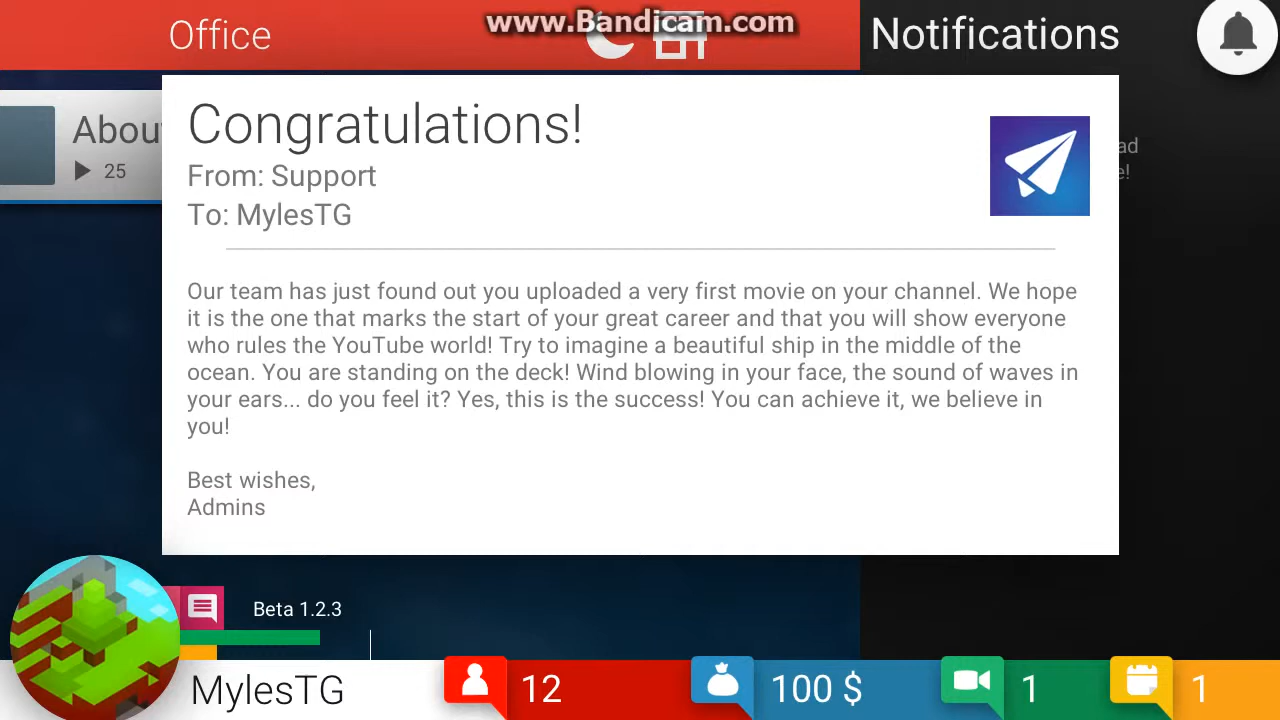 www.Bandicam.com
Office
Notifications
Congratulations!
From: Support
To: MylesTG
Abou
25
ad
e!
Our team has just found out you uploaded a very first movie on your channel. We hope
it is the one that marks the start of your great career and that you will show everyone
who rules the YouTube world! Try to imagine a beautiful ship in the middle of the
ocean. You are standing on the deck! Wind blowing in your face, the sound of waves in
your ears... do you feel it? Yes, this is the success! You can achieve it, we believe in
you!
Best wishes,
Admins
Beta 1.2.3
MylesTG
12
100 $
1
1